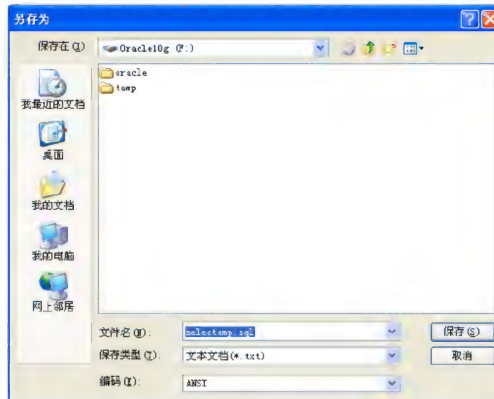 另存为
保存在(I)
Oracle10g (F:)
oracle
temp
我最近的文档
桌面
我的文档
我的电脑
网上邻居
文件名(N):
selectemp.sql
保存(S)
保存类型(T):
文本文档(*.txt)
取消
编码(E):
ANSI